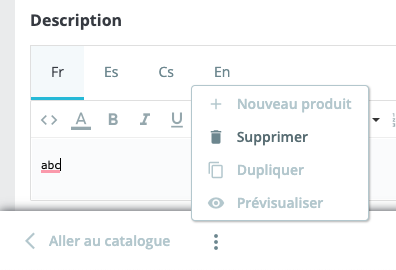 Description
Fr Es Cs En
Nouveau produit
A B I U
Supprimer
abc
Dupliquer
Prévisualiser
Aller au catalogue